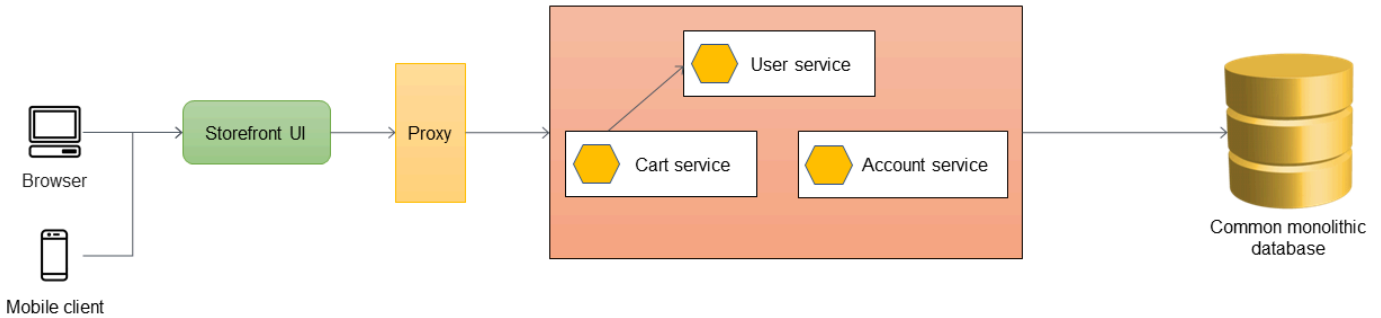 Browser
Mobile client
Storefront UI
Proxy
User service
Cart service
Account service
Common monolithic
database